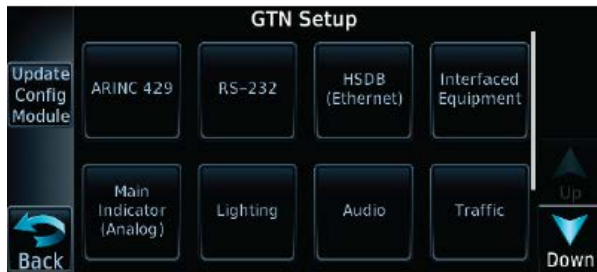 GTN Setup
Update
Config
Module
ARINC 429
RS-232
HSDB
(Ethernet)
Interfaced
Equipment
Main
Indicator
(Analog)
Lighting
Audio
Traffic
Up
Back
Down